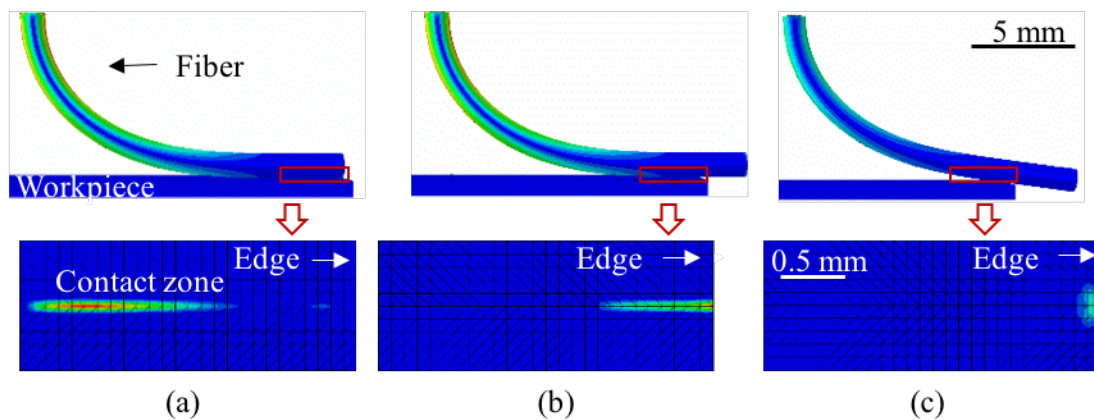 Fiber
5 mm
Workpiece
Edge
Edge
Edge
Contact zone
0.5 mm
(a)
(b)
(c)